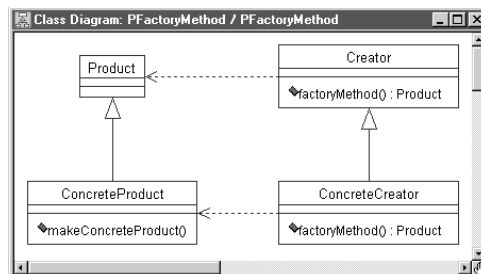 Class Diagram: PFactoryMethod / PFactoryMethod
Product
Creator
factoryMethod() : Product
ConcreteProduct
makeConcreteProduct()
ConcreteCreator
factoryMethod() : Product